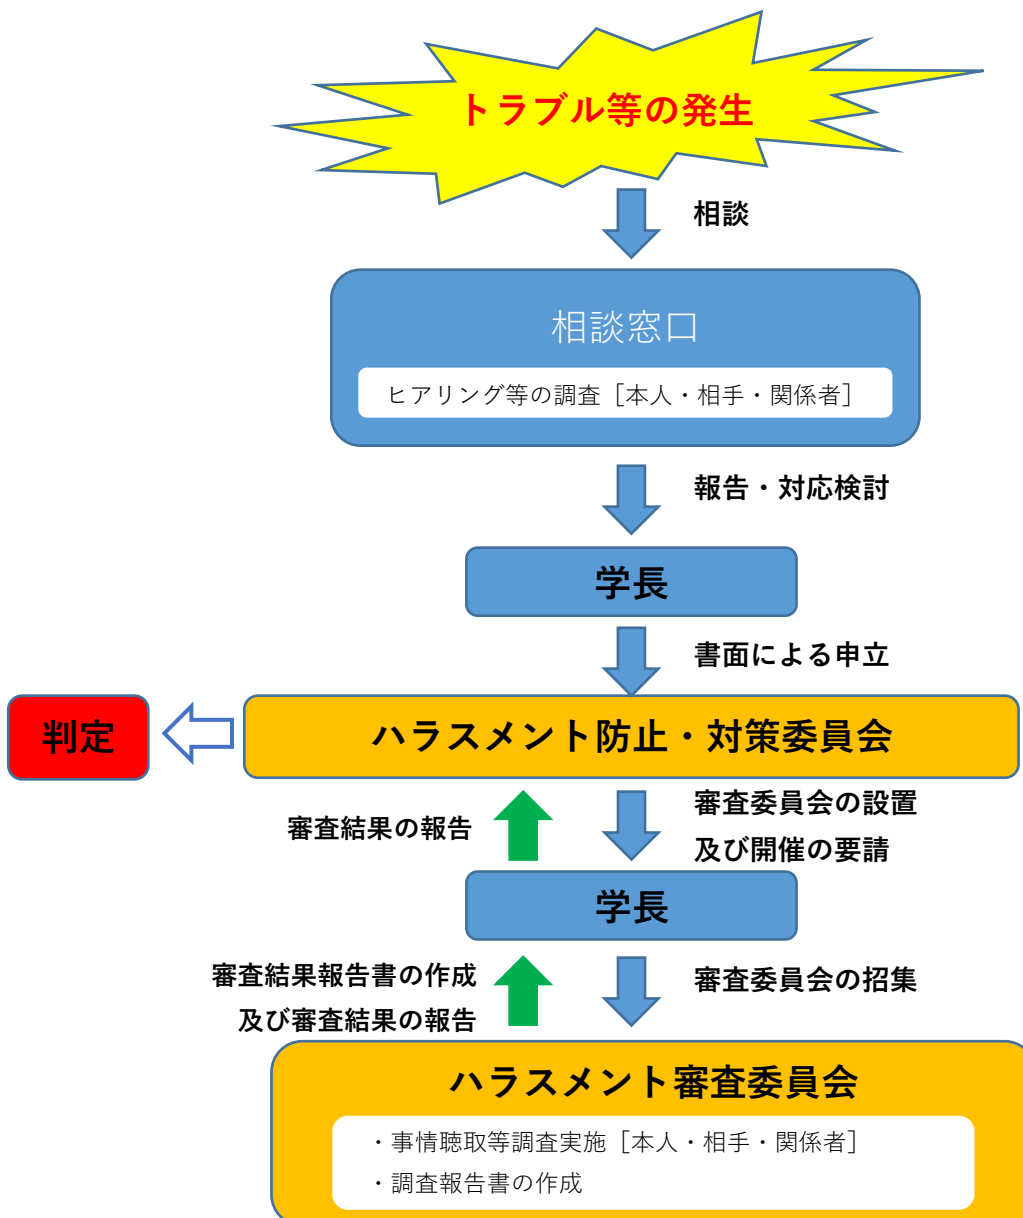 トラブル等の発生
相談
相談窓口
ヒアリング等の調査［本人・相手・関係者］
報告・対応検討
学長
書面による申立
判定
ハラスメント防止・対策委員会
審査結果の報告
審査委員会の設置
及び開催の要請
学長
審査結果報告書の作成
及び審査結果の報告
審査委員会の招集
ハラスメント審査委員会
・事情聴取等調査実施［本人・相手・関係者］
・調査報告書の作成